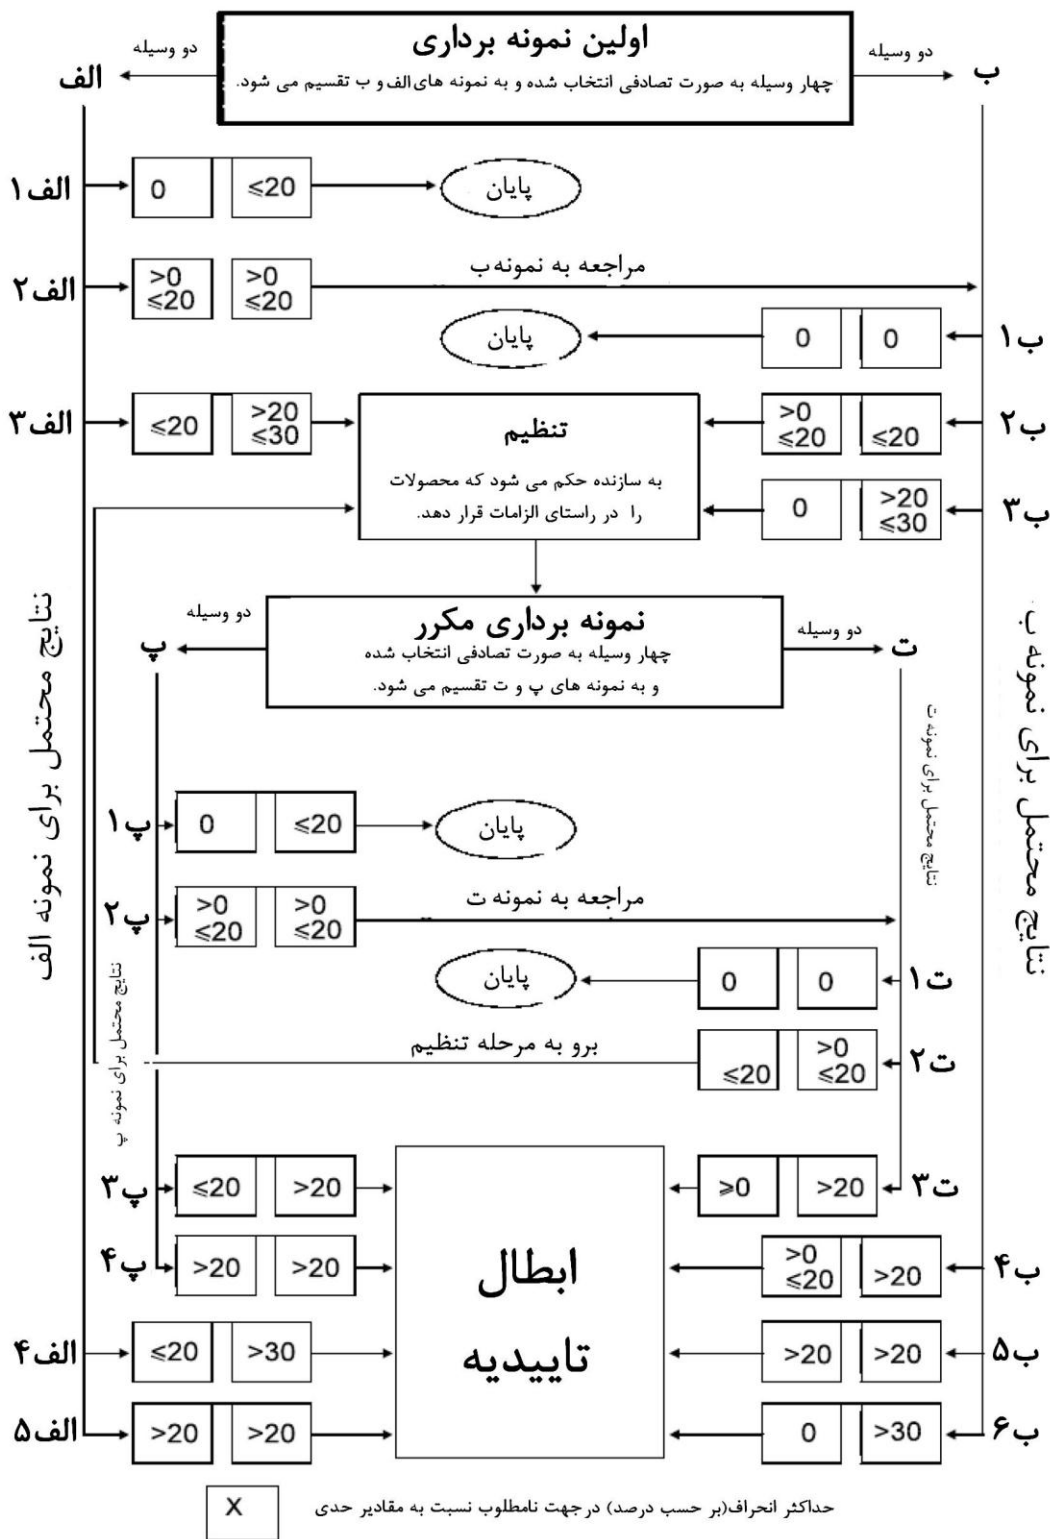 اولین نمونه برداری
چهار وسیله به صورت تصادفی انتخاب شده و به نمونه های الف و ب تقسیم می شود.
دو وسیله
دو وسیله
الف
ب
الف۱
0
≤20
پایان
الف۲
>0
≤20
>0
≤20
مراجعه به نمونه ب
ب۱
0
0
پایان
الف۳
≤20
>20
≤30
تنظیم
به سازنده حکم می شود که محصولات
را در راستای الزامات قرار دهد.
>0
≤20
≤20
ب۲
0
>20
≤30
ب۳
نمونه برداری مکرر
چهار وسیله به صورت تصادفی انتخاب شده
و به نمونه های پ و ت تقسیم می شود.
دو وسیله
دو وسیله
پ
ت
نتایج محتمل برای نمونه الف
نتایج محتمل برای نمونه ب.
نتایج محتمل برای نمونه ت
نتایج محتمل برای نمونه پ
پ۱
0
≤20
پایان
پ۲
>0
≤20
>0
≤20
مراجعه به نمونه ت
پایان
0
0
ت۱
برو به مرحله تنظیم
≤20
>0
≤20
ت۲
پ۳
≤20
>20
≥0
>20
ت۳
پ۴
>20
>20
ابطال
تاییدیه
>0
≤20
>20
ب۴
الف۴
≤20
>30
>20
>20
ب۵
الف۵
>20
>20
0
>30
ب۶
X
حداکثر انحراف(بر حسب درصد) درجهت نامطلوب نسبت به مقادیر حدی